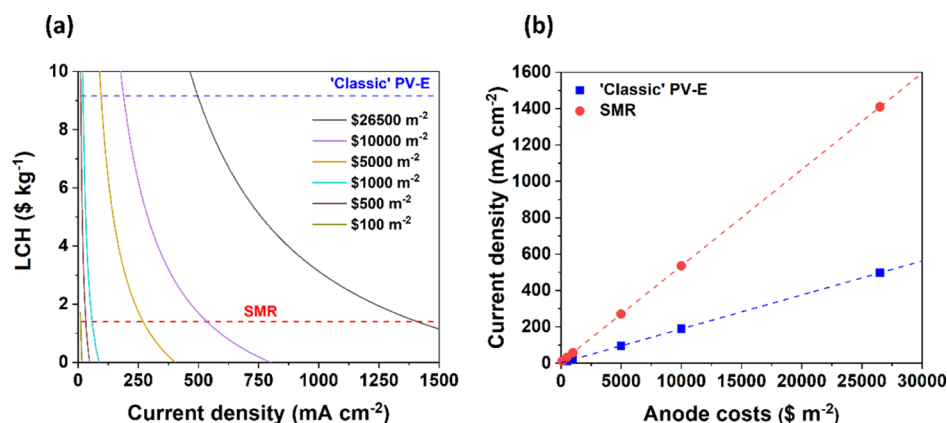 (a)
10
8
6
4
2
0
LCH ($ kg⁻¹)
'Classic' PV-E
$26500 m⁻²
$10000 m⁻²
$5000 m⁻²
$1000 m⁻²
$500 m⁻²
$100 m⁻²
SMR
0 250 500 750 1000 1250 1500
Current density (mA cm⁻²)
(b)
1600
1400
1200
1000
800
600
400
200
0
Current density (mA cm⁻²)
'Classic' PV-E
SMR
0 5000 10000 15000 20000 25000 30000
Anode costs ($ m⁻²)